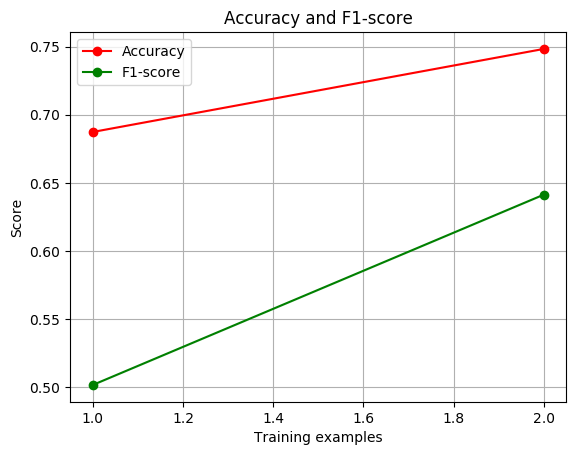 Accuracy and F1-score
Accuracy
F1-score
0.75
0.70
0.65
0.60
0.55
0.50
Score
1.0 1.2 1.4 1.6 1.8 2.0
Training examples